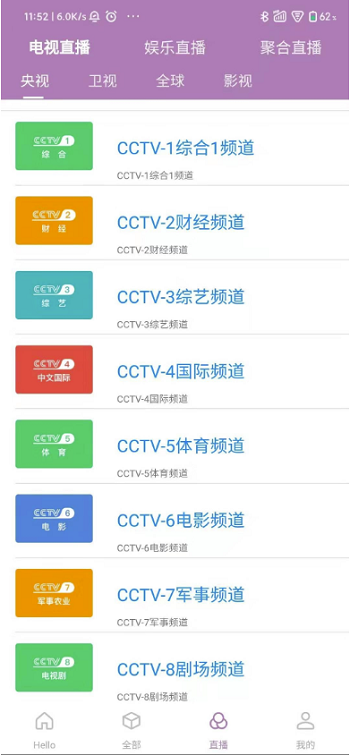 11:52 | 6.0K/s ··· 62%
电视直播 娱乐直播 聚合直播
央视 卫视 全球 影视
CCTV 1
综 合
CCTV-1综合1频道
CCTV-1综合1频道
CCTV 2
财 经
CCTV-2财经频道
CCTV-2财经频道
CCTV 3
综 艺
CCTV-3综艺频道
CCTV-3综艺频道
CCTV 4
中文国际
CCTV-4国际频道
CCTV-4国际频道
CCTV 5
体 育
CCTV-5体育频道
CCTV-5体育频道
CCTV 6
电 影
CCTV-6电影频道
CCTV-6电影频道
CCTV 7
军事农业
CCTV-7军事频道
CCTV-7军事频道
CCTV 8
电视剧
CCTV-8剧场频道
CCTV-8剧场频道
Hello 全部 直播 我的